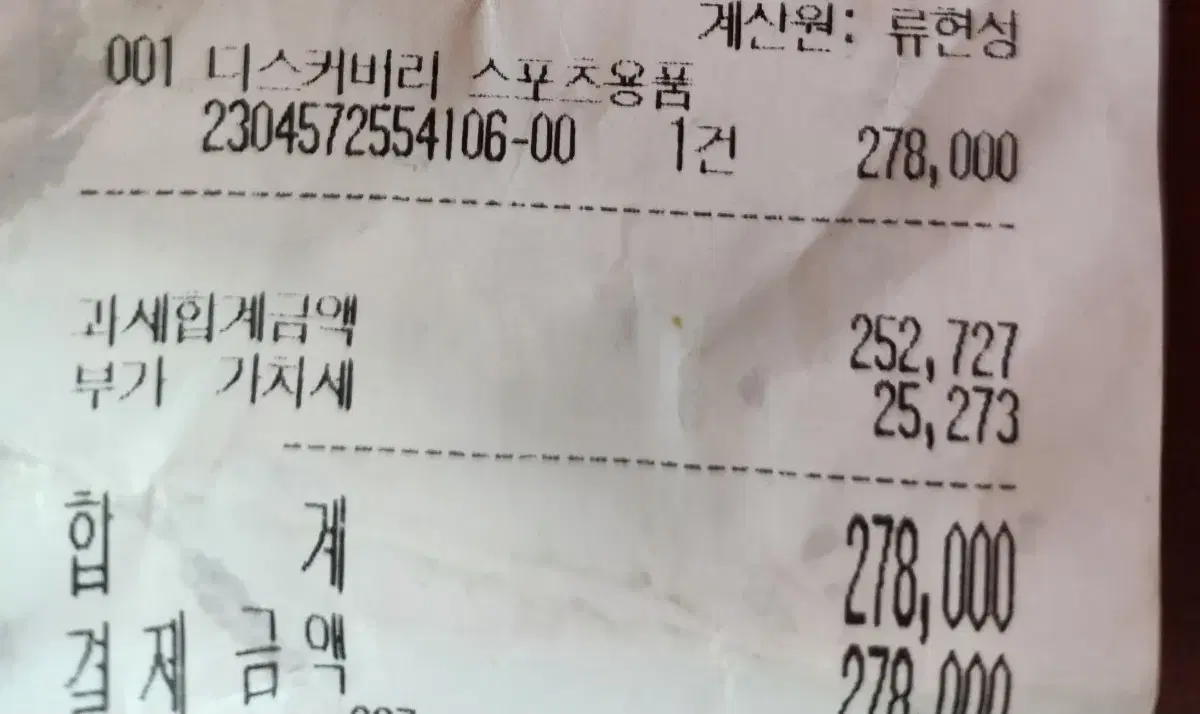 계산원: 류현성
001 디스커버리 스포츠용품
2304572554106-00 1건 278,000
과세합계금액 252,727
부가 가치세 25,273
합 계 278,000
결제 금액 278,000